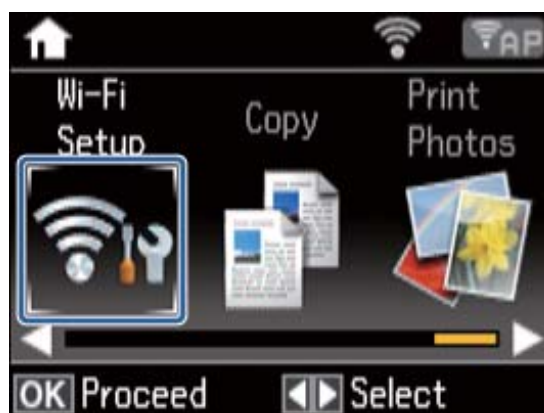 AP
Wi-Fi Setup
Copy
Print Photos
OK Proceed
Select